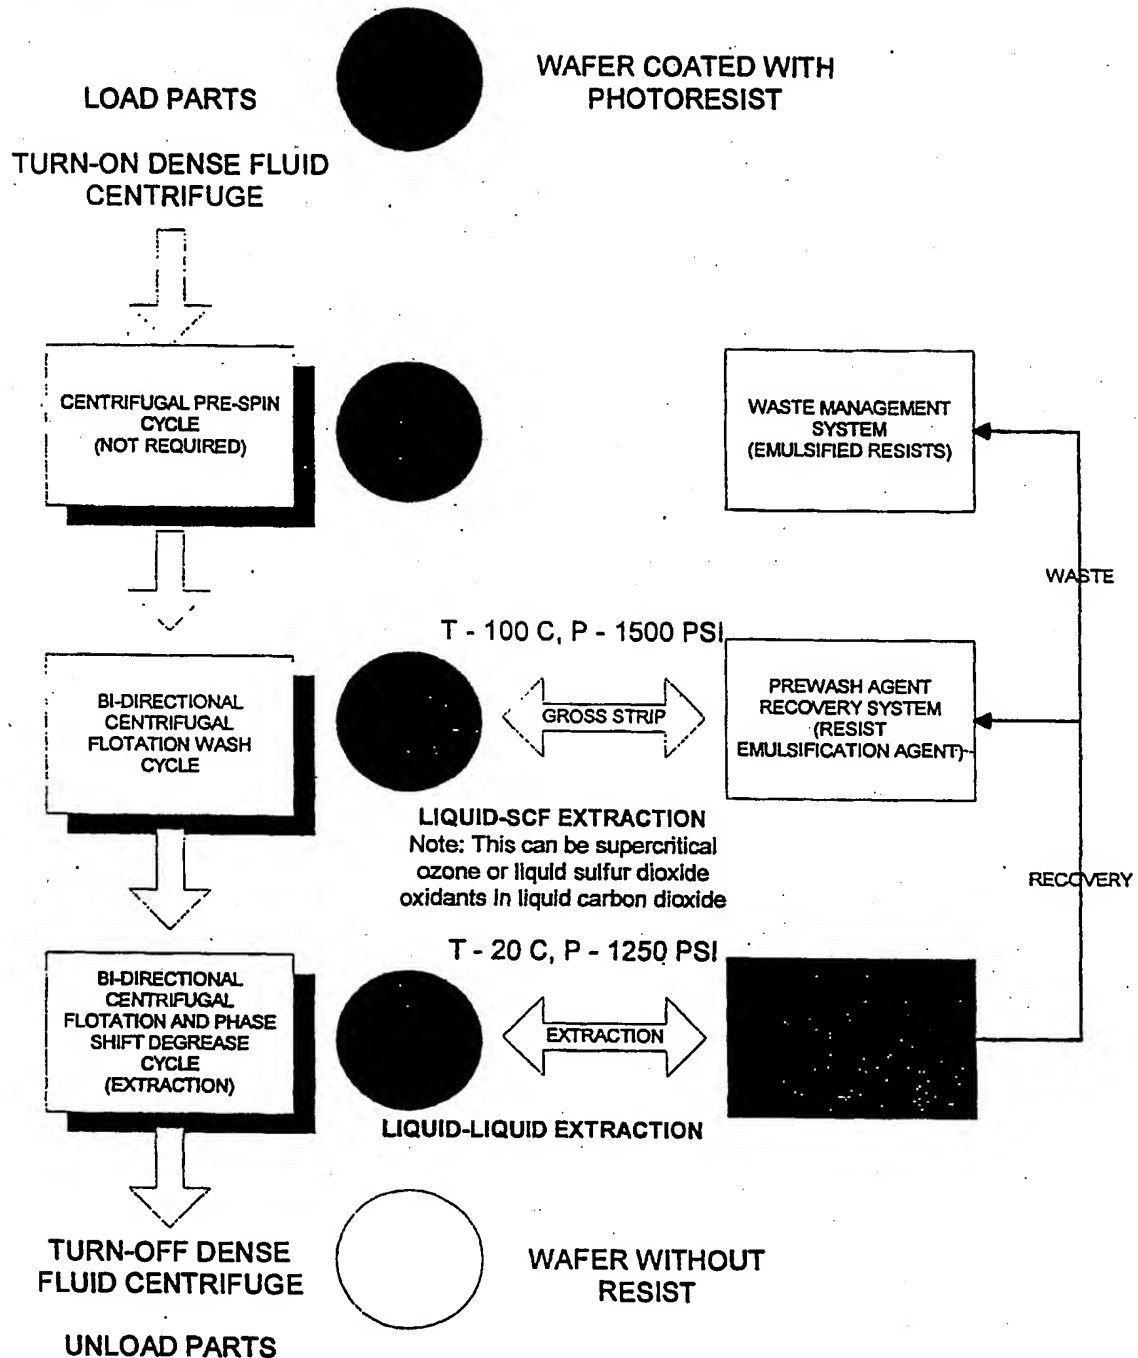 LOAD PARTS
WAFER COATED WITH
PHOTORESIST
TURN-ON DENSE FLUID
CENTRIFUGE
CENTRIFUGAL PRE-SPIN
CYCLE
(NOT REQUIRED)
WASTE MANAGEMENT
SYSTEM
(EMULSIFIED RESISTS)
WASTE
T - 100 C, P - 1500 PSI
BI-DIRECTIONAL
CENTRIFUGAL
FLOTATION WASH
CYCLE
GROSS STRIP
PREWASH AGENT
RECOVERY SYSTEM
(RESIST
EMULSIFICATION AGENT)
LIQUID-SCF EXTRACTION
Note: This can be supercritical
ozone or liquid sulfur dioxide
oxidants in liquid carbon dioxide
RECOVERY
T - 20 C, P - 1250 PSI
BI-DIRECTIONAL
CENTRIFUGAL
FLOTATION AND PHASE
SHIFT DEGREASE
CYCLE
(EXTRACTION)
EXTRACTION
LIQUID-LIQUID EXTRACTION
TURN-OFF DENSE
FLUID CENTRIFUGE
WAFER WITHOUT
RESIST
UNLOAD PARTS